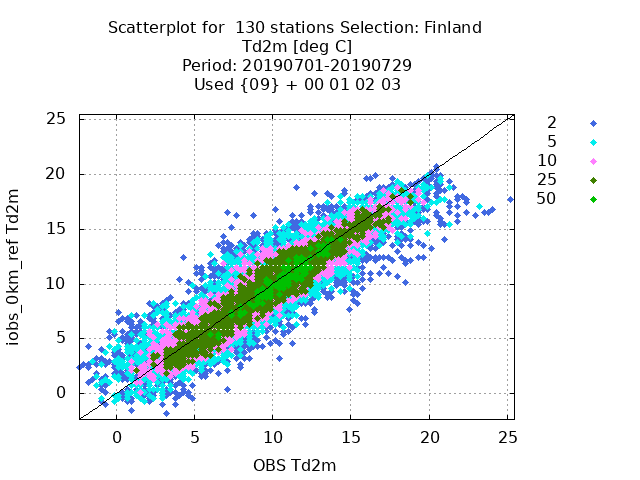 Scatterplot for  130 stations Selection: Finland
Td2m [deg C]
Period: 20190701-20190729
Used {09} + 00 01 02 03
25
20
15
10
5
0
iobs_0km_ref Td2m
0 5 10 15 20 25
OBS Td2m
2
5
10
25
50